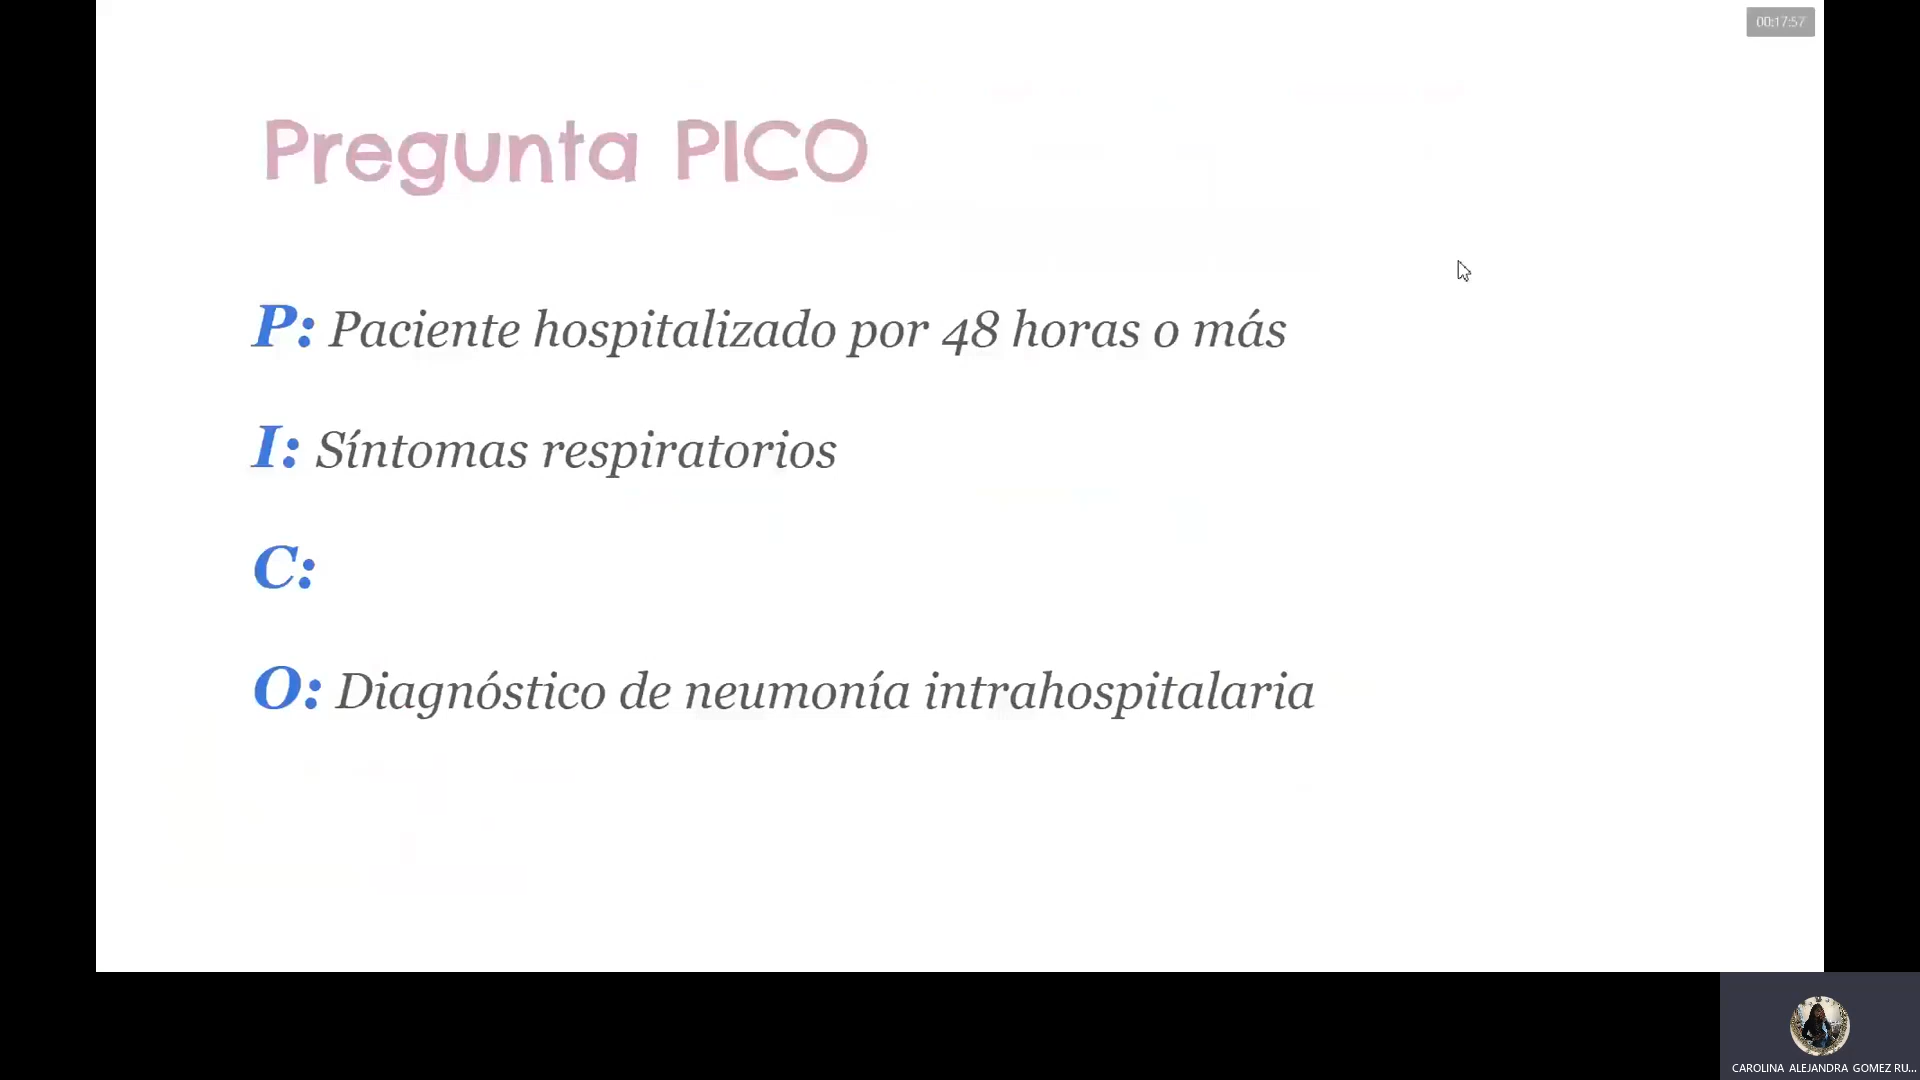 00:17:57
Pregunta PICO
P: Paciente hospitalizado por 48 horas o más
I: Síntomas respiratorios
C:
O: Diagnóstico de neumonía intrahospitalaria
CAROLINA ALEJANDRA GOMEZ RU...